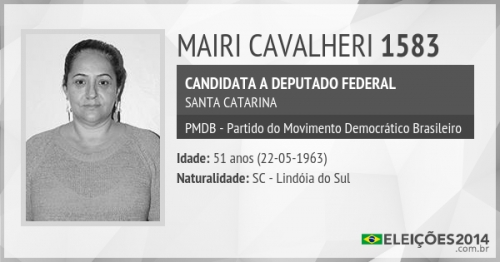 MAIRI CAVALHERI 1583
CANDIDATA A DEPUTADO FEDERAL
SANTA CATARINA
PMDB - Partido do Movimento Democrático Brasileiro
Idade: 51 anos (22-05-1963)
Naturalidade: SC - Lindóia do Sul
ELEIÇÕES2014
.com.br